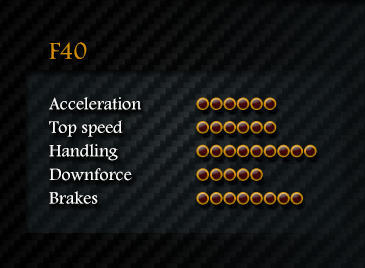 F40
Acceleration
Top speed
Handling
Downforce
Brakes